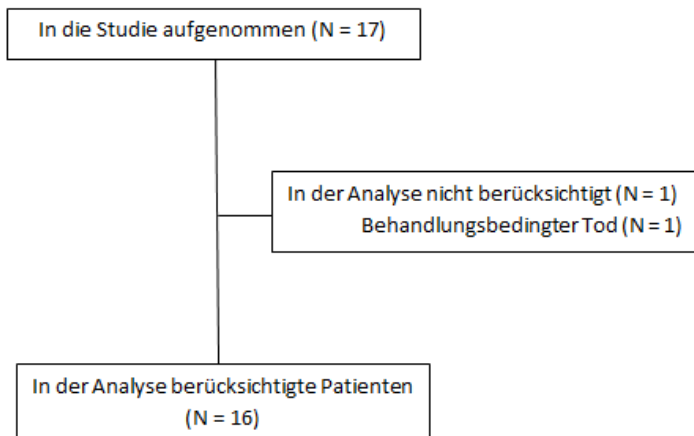 In die Studie aufgenommen (N = 17)
In der Analyse nicht berücksichtigt (N = 1)
Behandlungsbedingter Tod (N = 1)
In der Analyse berücksichtigte Patienten
(N = 16)